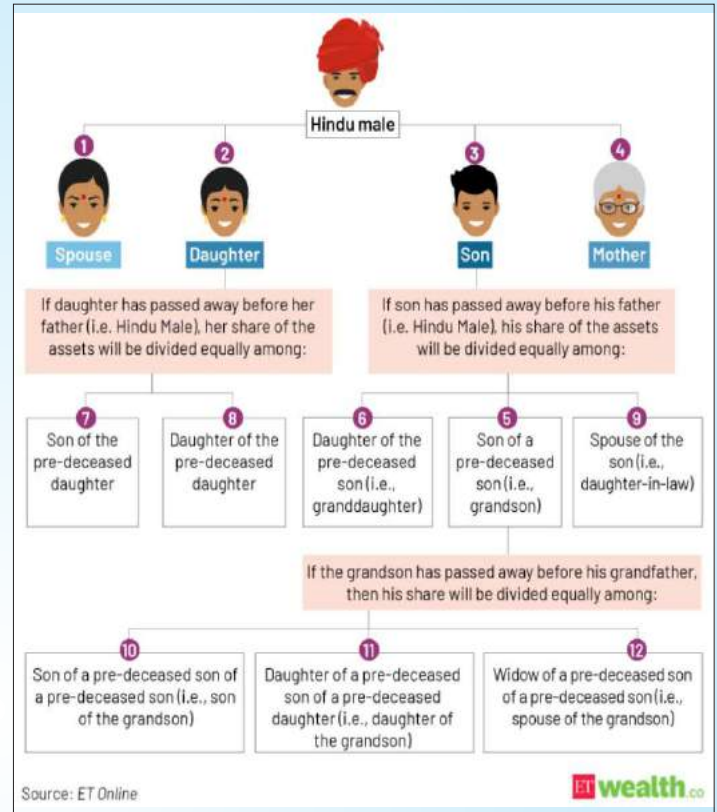 Hindu male
1
2
3
4
Spouse
Daughter
Son
Mother
If daughter has passed away before her
father (i.e. Hindu Male), her share of the
assets will be divided equally among:
If son has passed away before his father
(i.e. Hindu Male), his share of the assets
will be divided equally among:
7
Son of the
pre-deceased
daughter
8
Daughter of the
pre-deceased
daughter
6
Daughter of the
pre-deceased
son (i.e.,
granddaughter)
5
Son of a
pre-deceased
son (i.e.,
grandson)
9
Spouse of the
son (i.e.,
daughter-in-law)
If the grandson has passed away before his grandfather,
then his share will be divided equally among:
10
Son of a pre-deceased son of
a pre-deceased son (i.e., son
of the grandson)
11
Daughter of a pre-deceased
son of a pre-deceased
daughter (i.e., daughter of
the grandson)
12
Widow of a pre-deceased son
of a pre-deceased son (i.e.,
spouse of the grandson)
Source: ET Online
ET wealth.co